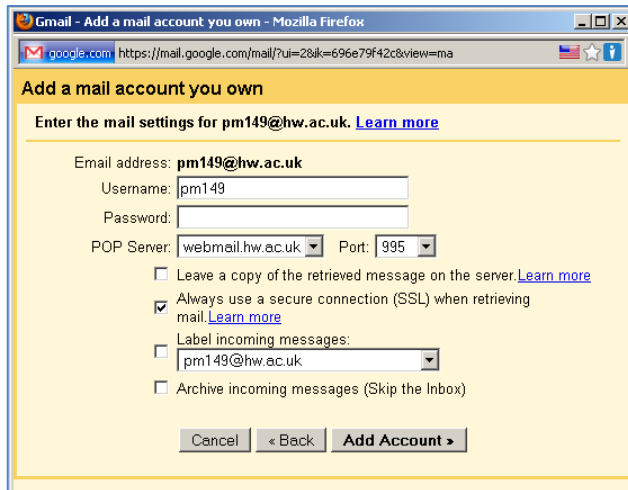 Gmail - Add a mail account you own - Mozilla Firefox
google.com https://mail.google.com/mail/?ui=2&ik=696e79f42c&view=ma
Add a mail account you own
Enter the mail settings for pm149@hw.ac.uk. Learn more
Email address: pm149@hw.ac.uk
Username: pm149
Password:
POP Server: webmail.hw.ac.uk Port: 995
Leave a copy of the retrieved message on the server.Learn more
Always use a secure connection (SSL) when retrieving
mail.Learn more
Label incoming messages:
pm149@hw.ac.uk
Archive incoming messages (Skip the Inbox)
Cancel « Back Add Account »